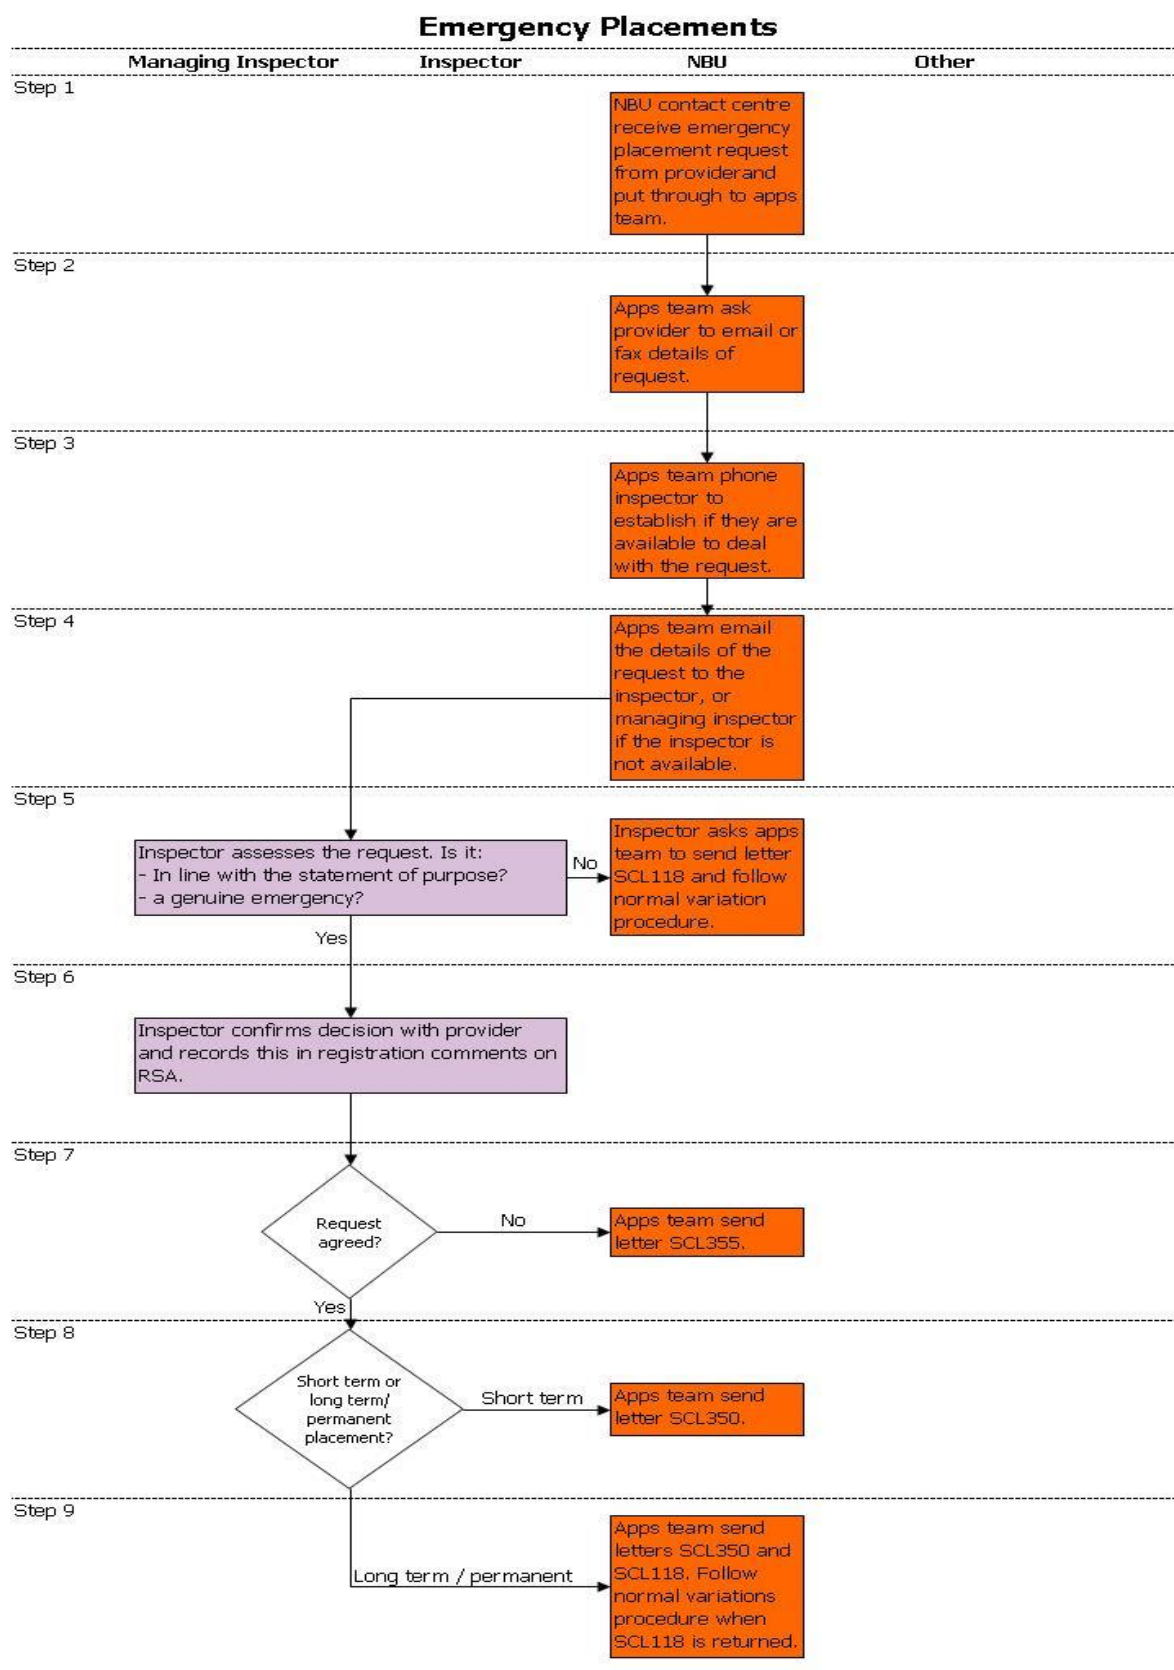 Emergency Placements
Managing Inspector Inspector NBU Other
Step 1
NBU contact centre
receive emergency
placement request
from providerand
put through to apps
team.
Step 2
Apps team ask
provider to email or
fax details of
request.
Step 3
Apps team phone
inspector to
establish if they are
available to deal
with the request.
Step 4
Apps team email
the details of the
request to the
inspector, or
managing inspector
if the inspector is
not available.
Step 5
Inspector assesses the request. Is it:
- In line with the statement of purpose?
- a genuine emergency?
No
Inspector asks apps
team to send letter
SCL118 and follow
normal variation
procedure.
Yes
Step 6
Inspector confirms decision with provider
and records this in registration comments on
RSA.
Step 7
Request
agreed?
No
Apps team send
letter SCL355.
Yes
Step 8
Short term or
long term/
permanent
placement?
Short term
Apps team send
letter SCL350.
Step 9
Long term / permanent
Apps team send
letters SCL350 and
SCL118. Follow
normal variations
procedure when
SCL118 is returned.